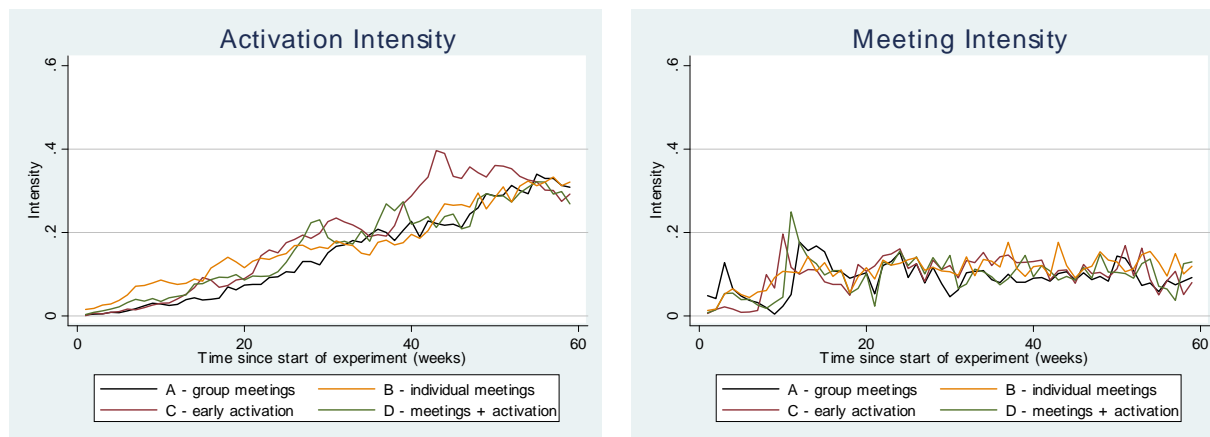 Activation Intensity
.6
.4
.2
0
Intensity
0 20 40 60
Time since start of experiment (weeks)
A - group meetings B - individual meetings
C - early activation D - meetings + activation
Meeting Intensity
.6
.4
.2
0
Intensity
0 20 40 60
Time since start of experiment (weeks)
A - group meetings B - individual meetings
C - early activation D - meetings + activation